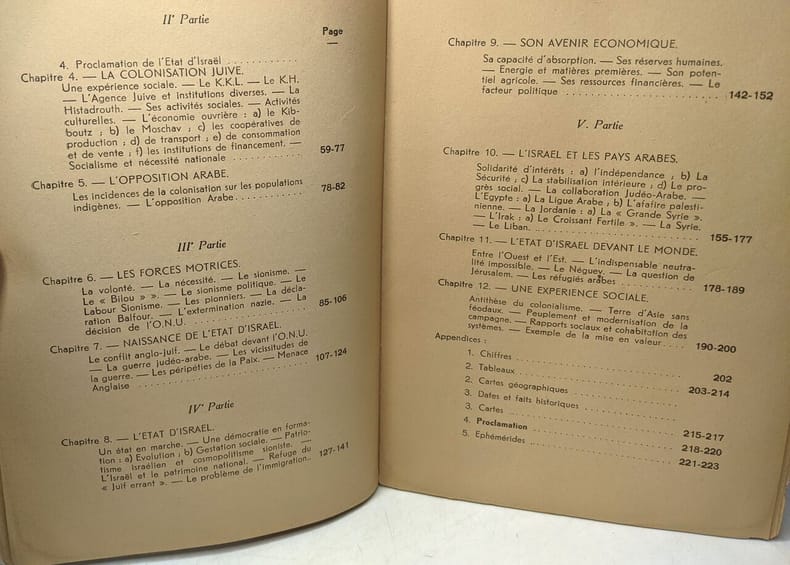 IIᵉ Partie
Page
4. Proclamation de l'Etat d'Israël . . . . . . . . . . .
Chapitre 4. — LA COLONISATION JUIVE.
Une expérience sociale. — Le K.K.L. — Le K.H.
— L'Agence Juive et institutions diverses. — La
Histadrouth. — Ses activités sociales. — Activités
culturelles. — L'économie ouvrière : a) le Kib-
boutz ; b) le Moschav ; c) les coopératives de
production ; d) de transport ; e) de consommation
et de vente ; f) les institutions de financement. —
Socialisme et nécessité nationale . . . . . . . . . . . 59-77
Chapitre 5. — L'OPPOSITION ARABE.
Les incidences de la colonisation sur les populations
indigènes. — L'opposition Arabe . . . . . . . . . . . 78-82
IIIᵉ Partie
Chapitre 6. — LES FORCES MOTRICES.
La volonté. — La nécessité. — Le sionisme. —
Le « Bilou » ». — Le sionisme politique. — Le
Labour Sionisme. — Les pionniers. — La décla-
ration Balfour. — L'extermination nazie. — La
décision de l'O.N.U. . . . . . . . . . . . 85-106
Chapitre 7. — NAISSANCE DE L'ETAT D'ISRAEL.
Le conflit anglo-juif. — Le débat devant l'O.N.U.
— La guerre judéo-arabe. — Les vicissitudes de
la guerre. — Les péripéties de la Paix. — Menace
Anglaise . . . . . . . . . . . 107-124
IVᵉ Partie
Chapitre 8. — L'ETAT D'ISRAEL.
Un état en marche. — Une démocratie en forma-
tion : a) Evolution ; b) Gestation sociale. — Patrio-
tisme Israélien et cosmopolitisme sioniste. —
L'Israël et le patrimoine national. — Refuge du
« Juif errant ». — Le problème de l'immigration.. 127-141
Chapitre 9. — SON AVENIR ECONOMIQUE.
Sa capacité d'absorption. — Ses réserves humaines.
— Energie et matières premières. — Son poten-
tiel agricole. — Ses ressources financières. — Le
facteur politique . . . . . . . . . . . 142-152
V. Partie
Chapitre 10. — L'ISRAEL ET LES PAYS ARABES.
Solidarité d'intérêts : a) l'indépendance ; b) La
Sécurité ; c) La stabilisation intérieure ; d) Le pro-
grès social. — La collaboration Judéo-Arabe. —
L'Egypte : a) La Ligue Arabe ; b) L'afafire palesti-
nienne. — La Jordanie : a) La « Grande Syrie ».
— L'Irak : a) Le Croissant Fertile ». — La Syrie.
— Le Liban. . . . . . . . . . . . 155-177
Chapitre 11. — L'ETAT D'ISRAEL DEVANT LE MONDE.
Entre l'Ouest et l'Est. — L'indispensable neutra-
lité impossible. — Le Néguev. — La question de
Jérusalem. — Les réfugiés arabes . . . . . . . . . . . 178-189
Chapitre 12. — UNE EXPERIENCE SOCIALE.
Antithèse du colonialisme. — Terre d'Asie sans
féodaux. — Peuplement et modernisation de la
campagne. — Rapports sociaux et cohabitation des
systèmes. — Exemple de la mise en valeur.... 190-200
Appendices :
1. Chiffres . . . . . . . . . . . 202
2. Tableaux . . . . . . . . . . . 203-214
2. Cartes géographiques . . . . . . . . . . .
3. Dates et faits historiques . . . . . . . . . . .
3. Cartes . . . . . . . . . . . 215-217
4. Proclamation . . . . . . . . . . . 218-220
5. Ephémérides . . . . . . . . . . . 221-223